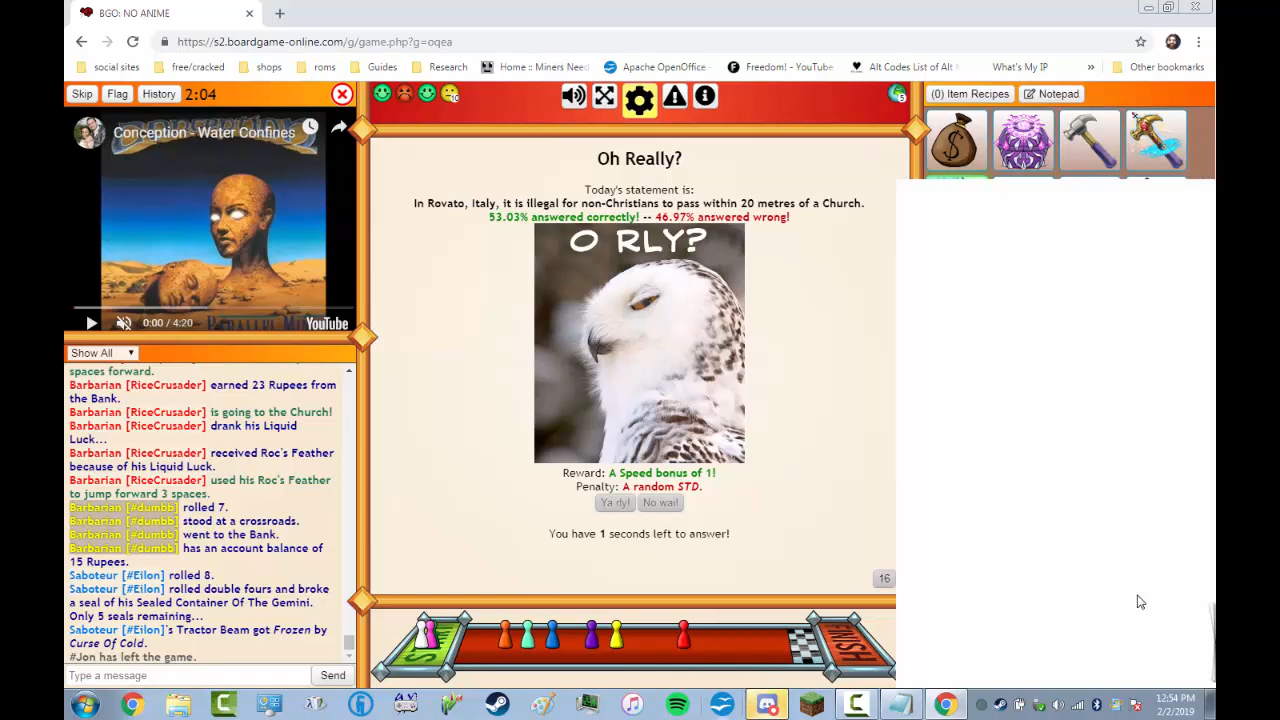 BGO: NO ANIME
https://s2.boardgame-online.com/g/game.php?g=oqea
social sites free/cracked shops roms Guides Research Home :: Miners Need Apache OpenOffice - Freedom! - YouTube Alt Codes List of Alt What's My IP » Other bookmarks
Skip Flag History 2:04
(0) Item Recipes Notepad
Conception - Water Confines
0:00 / 4:20 YouTube
Show All
spaces forward.
Barbarian [RiceCrusader] earned 23 Rupees from
the Bank.
Barbarian [RiceCrusader] is going to the Church!
Barbarian [RiceCrusader] drank his Liquid
Luck...
Barbarian [RiceCrusader] received Roc's Feather
because of his Liquid Luck.
Barbarian [RiceCrusader] used his Roc's Feather
to jump forward 3 spaces.
Barbarian [#dumbb] rolled 7.
Barbarian [#dumbb] stood at a crossroads.
Barbarian [#dumbb] went to the Bank.
Barbarian [#dumbb] has an account balance of
15 Rupees.
Saboteur [#Eilon] rolled 8.
Saboteur [#Eilon] rolled double fours and broke
a seal of his Sealed Container Of The Gemini.
Only 5 seals remaining...
Saboteur [#Eilon]'s Tractor Beam got Frozen by
Curse Of Cold.
#Jon has left the game.
Type a message Send
Oh Really?
Today's statement is:
In Rovato, Italy, it is illegal for non-Christians to pass within 20 metres of a Church.
53.03% answered correctly! -- 46.97% answered wrong!
O RLY?
Reward: A Speed bonus of 1!
Penalty: A random STD.
Ya rly! No wai!
You have 1 seconds left to answer!
16
FINISH
12:54 PM
2/2/2019